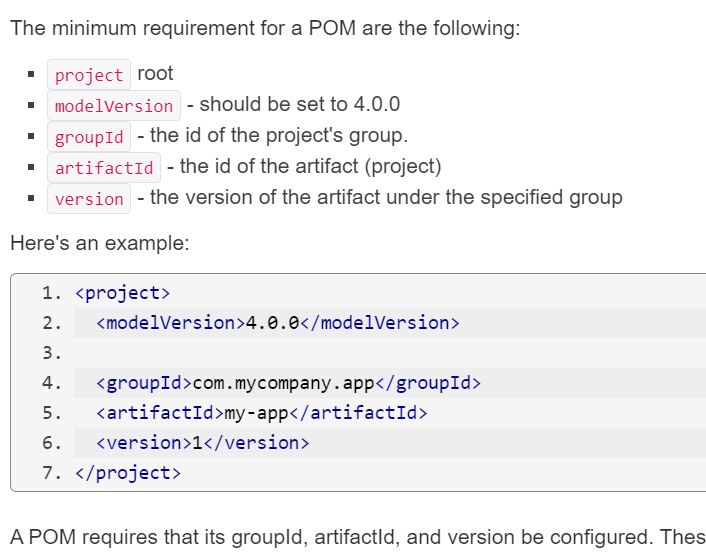 The minimum requirement for a POM are the following:
▪ project root
▪ modelVersion - should be set to 4.0.0
▪ groupId - the id of the project's group.
▪ artifactId - the id of the artifact (project)
▪ version - the version of the artifact under the specified group
Here's an example:
1. <project>
2.   <modelVersion>4.0.0</modelVersion>
3.
4.   <groupId>com.mycompany.app</groupId>
5.   <artifactId>my-app</artifactId>
6.   <version>1</version>
7. </project>
A POM requires that its groupId, artifactId, and version be configured. Thes